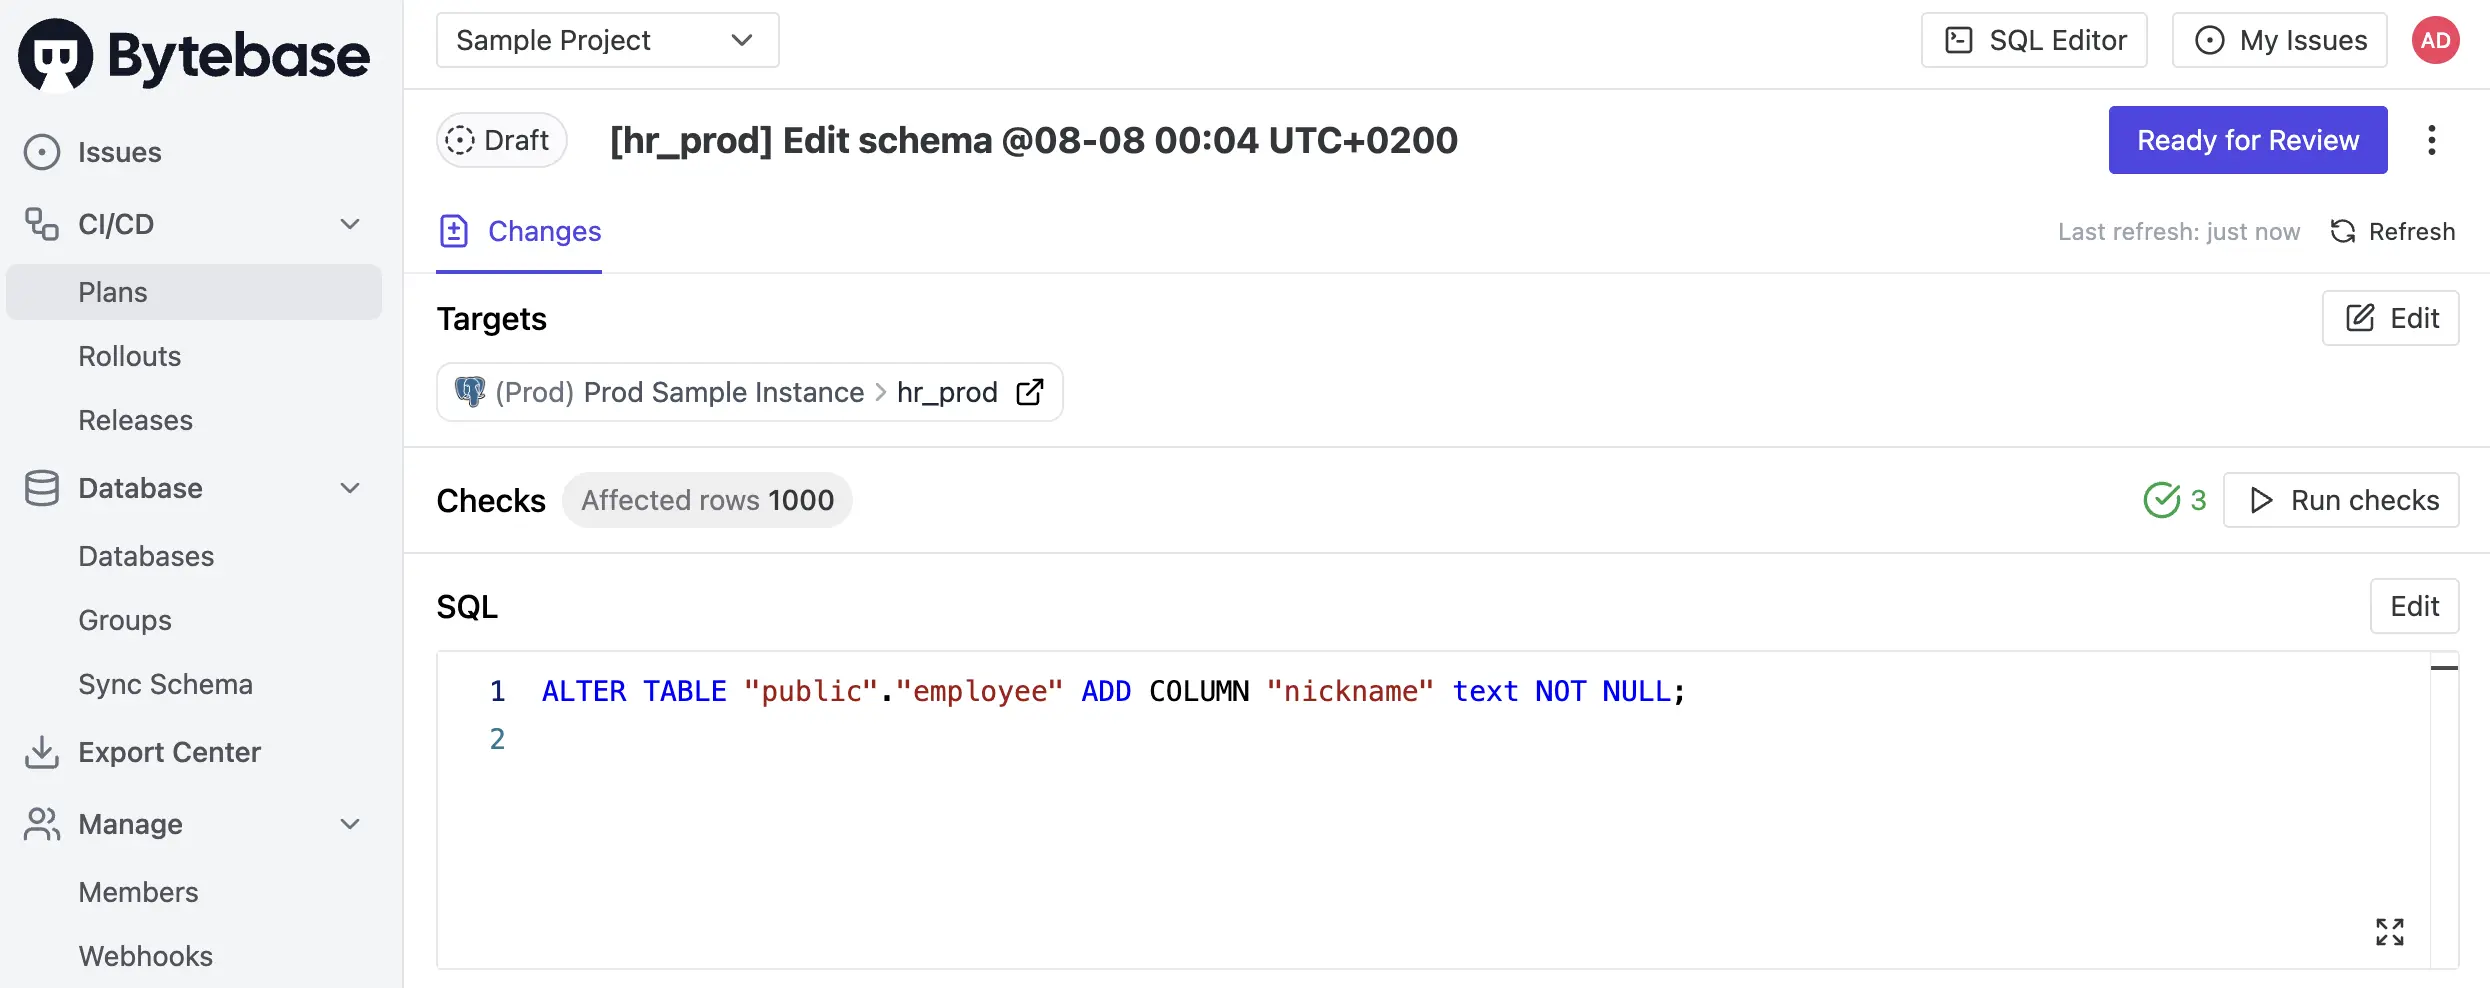 Bytebase
Issues
CI/CD
Plans
Rollouts
Releases
Database
Databases
Groups
Sync Schema
Export Center
Manage
Members
Webhooks
Sample Project
SQL Editor
My Issues
AD
Draft
[hr_prod] Edit schema @08-08 00:04 UTC+0200
Ready for Review
Changes
Last refresh: just now
Refresh
Targets
Edit
(Prod) Prod Sample Instance > hr_prod
Checks
Affected rows 1000
3
Run checks
SQL
Edit
1 ALTER TABLE "public"."employee" ADD COLUMN "nickname" text NOT NULL;
2